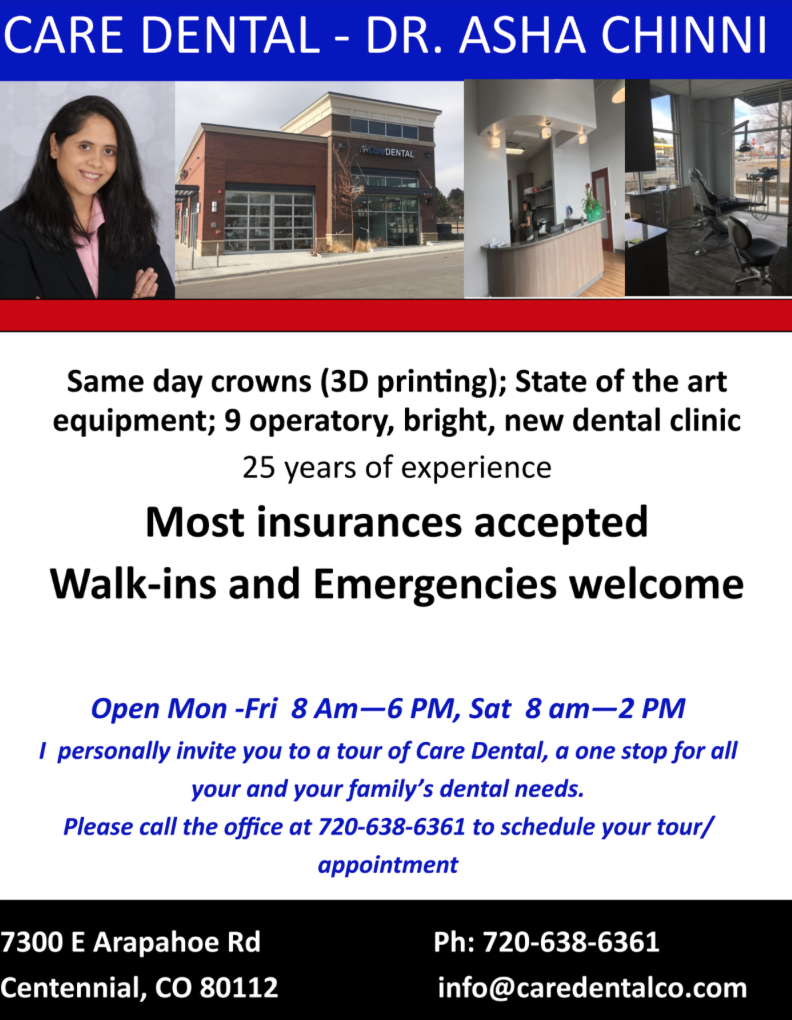 CARE DENTAL - DR. ASHA CHINNI
DENTAL
Same day crowns (3D printing); State of the art
equipment; 9 operatory, bright, new dental clinic
25 years of experience
Most insurances accepted
Walk-ins and Emergencies welcome
Open Mon -Fri  8 Am—6 PM, Sat  8 am—2 PM
I  personally invite you to a tour of Care Dental, a one stop for all
your and your family’s dental needs.
Please call the office at 720-638-6361 to schedule your tour/
appointment
7300 E Arapahoe Rd
Ph: 720-638-6361
Centennial, CO 80112
info@caredentalco.com